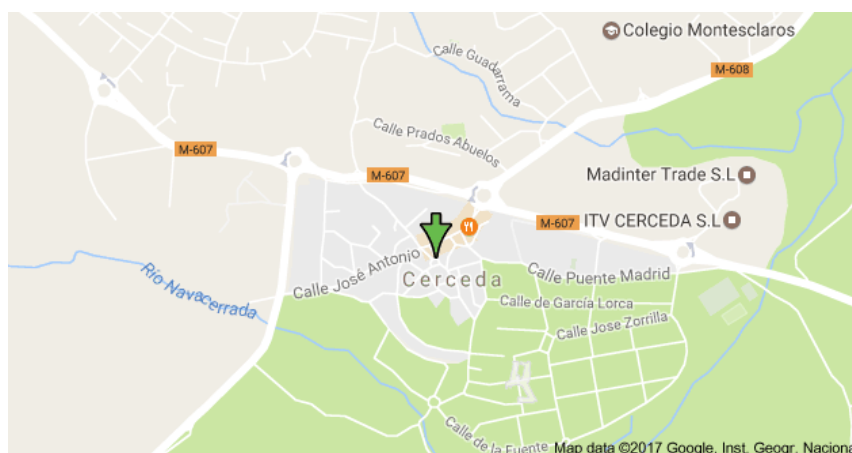 Colegio Montesclaros
Calle Guadarrama
M-608
Calle Prados Abuelos
M-607
M-607
Madinter Trade S.L
M-607
ITV CERCEDA S.L
Calle José Antonio
Calle Puente Madrid
Río Navacerrada
Cerceda
Calle de García Lorca
Calle Jose Zorrilla
Calle de la Fuente
Map data ©2017 Google, Inst. Geogr. Naciona